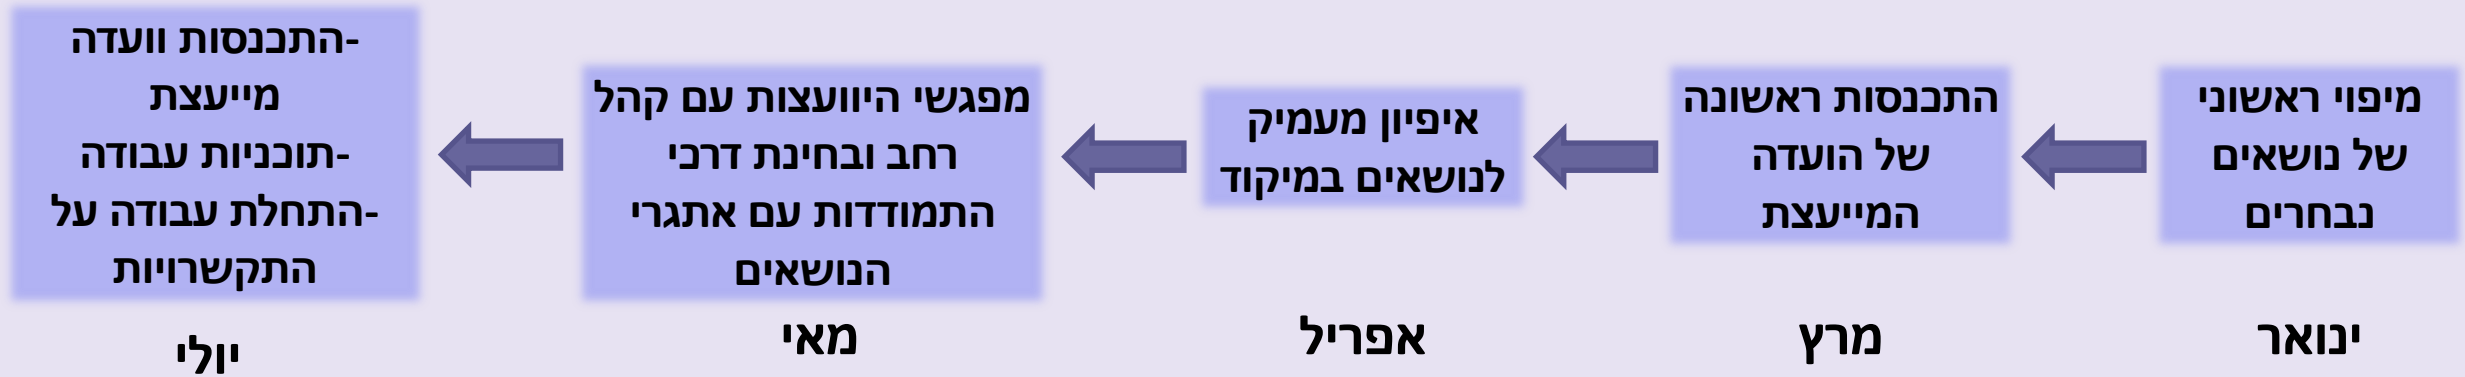 מיפוי ראשוני
של נושאים
נבחרים
ינואר
התכנסות ראשונה
של הועדה
המייעצת
מרץ
איפיון מעמיק
לנושאים במיקוד
אפריל
מפגשי היוועצות עם קהל
רחב ובחינת דרכי
התמודדות עם אתגרי
הנושאים
מאי
-התכנסות וועדה
מייעצת
-תוכניות עבודה
-התחלת עבודה על
התקשרויות
יולי